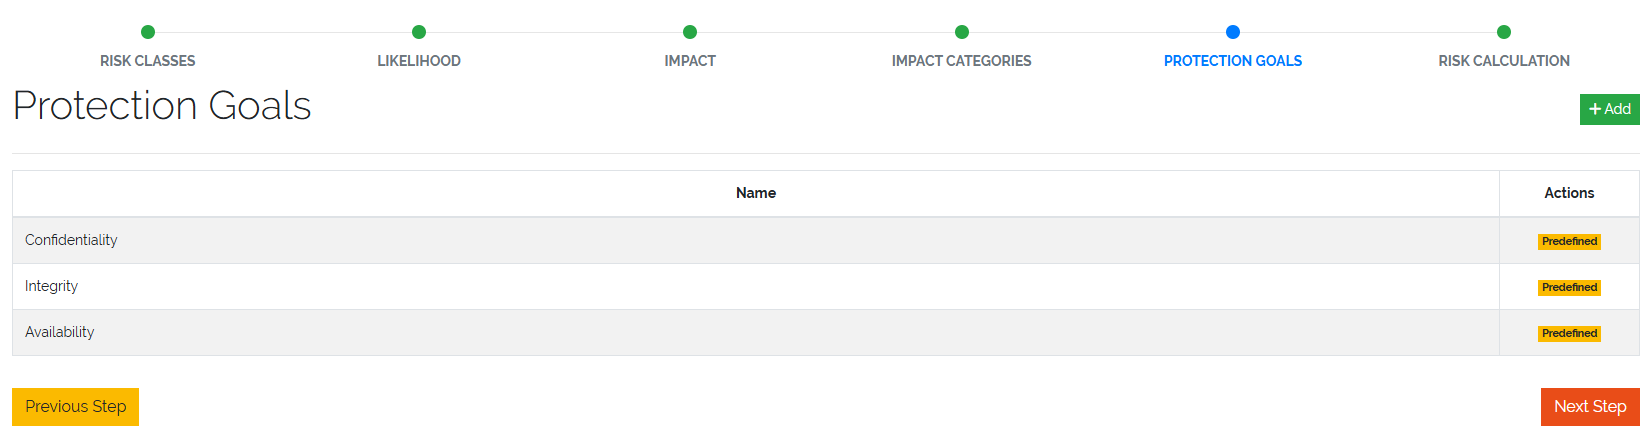 RISK CLASSES LIKELIHOOD IMPACT IMPACT CATEGORIES PROTECTION GOALS RISK CALCULATION
Protection Goals
+ Add
Name Actions
Confidentiality Predefined
Integrity Predefined
Availability Predefined
Previous Step Next Step